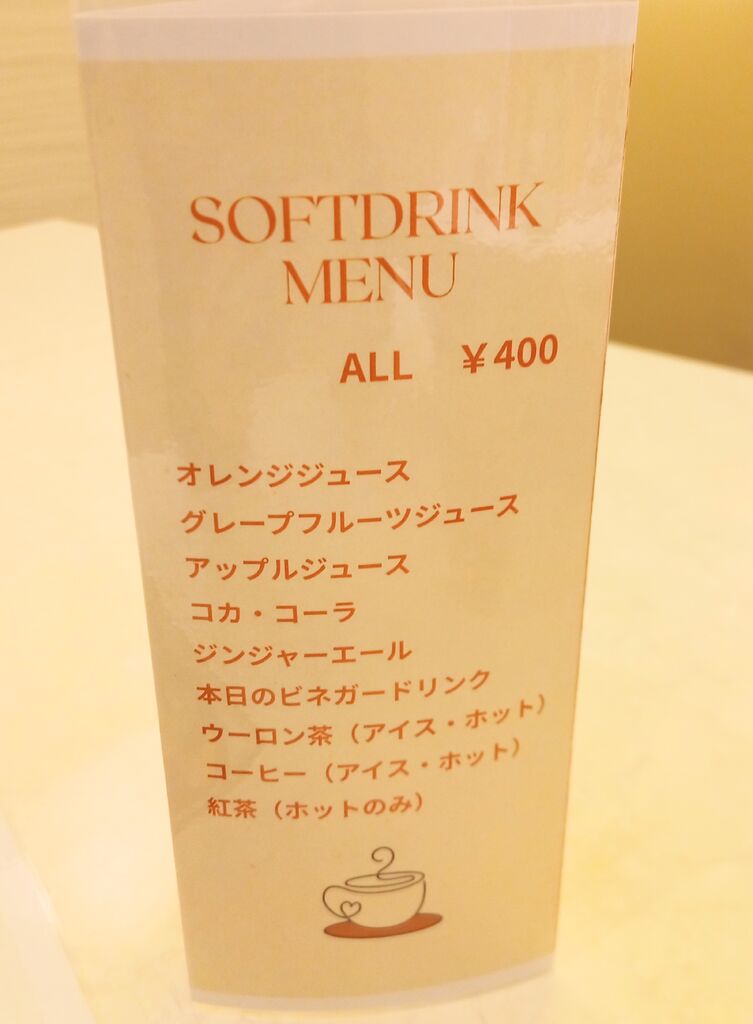 SOFTDRINK
MENU
ALL ¥400
オレンジジュース
グレープフルーツジュース
アップルジュース
コカ・コーラ
ジンジャーエール
本日のビネガードリンク
ウーロン茶（アイス・ホット）
コーヒー（アイス・ホット）
紅茶（ホットのみ）